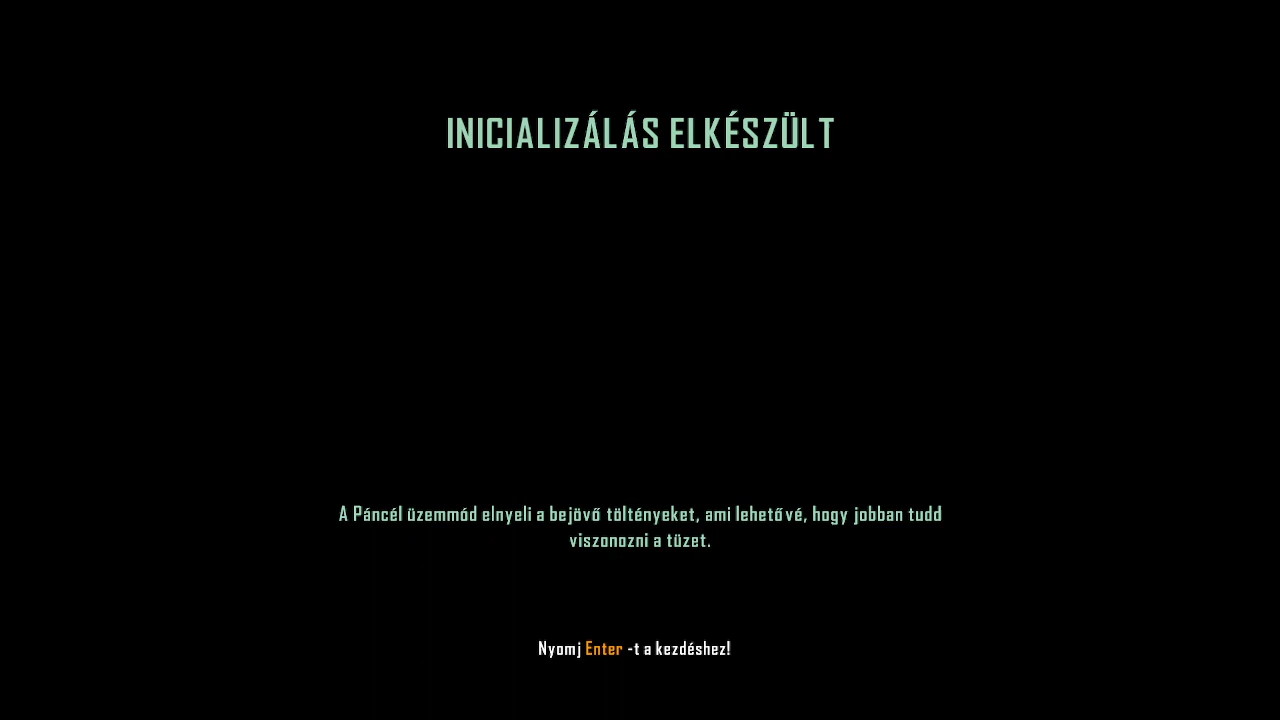 INICIALIZÁLÁS ELKÉSZÜLT
A Páncél üzemmód elnyeli a bejövő töltényeket, ami lehetővé, hogy jobban tudd
viszonozni a tüzet.
Nyomj Enter -t a kezdéshez!